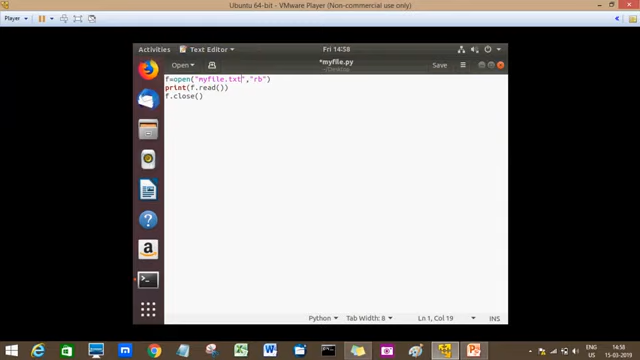 Ubuntu 64-bit - VMware Player (Non-commercial use only)
Player
Activities
Text Editor
Fri 14:58
Open
*myfile.py
~/Desktop
Save
f=open("myfile.txt","rb")
print(f.read())
f.close()
Python
Tab Width: 8
Ln 1, Col 19
INS
ENG
US
14:58
15-03-2019